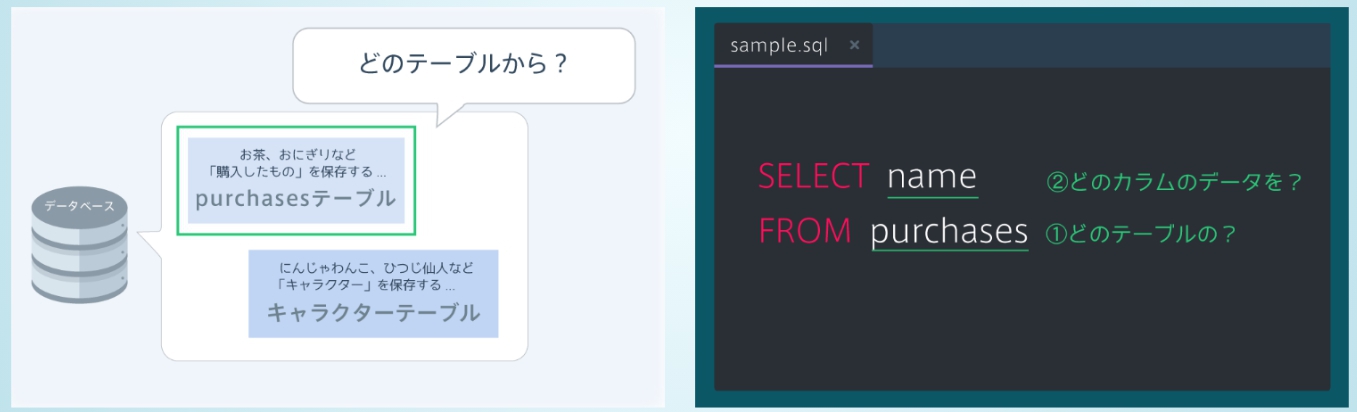 どのテーブルから？
お茶、おにぎりなど
「購入したもの」を保存する ...
purchasesテーブル
データベース
にんじゃわんこ、ひつじ仙人など
「キャラクター」を保存する ...
キャラクターテーブル
sample.sql ×
SELECT name ②どのカラムのデータを？
FROM purchases ①どのテーブルの？